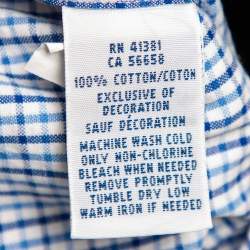 RN 41381
CA 56658
100% COTTON/COTON
EXCLUSIVE OF
DECORATION
SAUF DÉCORATION
MACHINE WASH COLD
ONLY NON-CHLORINE
BLEACH WHEN NEEDED
REMOVE PROMPTLY
TUMBLE DRY LOW
WARM IRON IF NEEDED